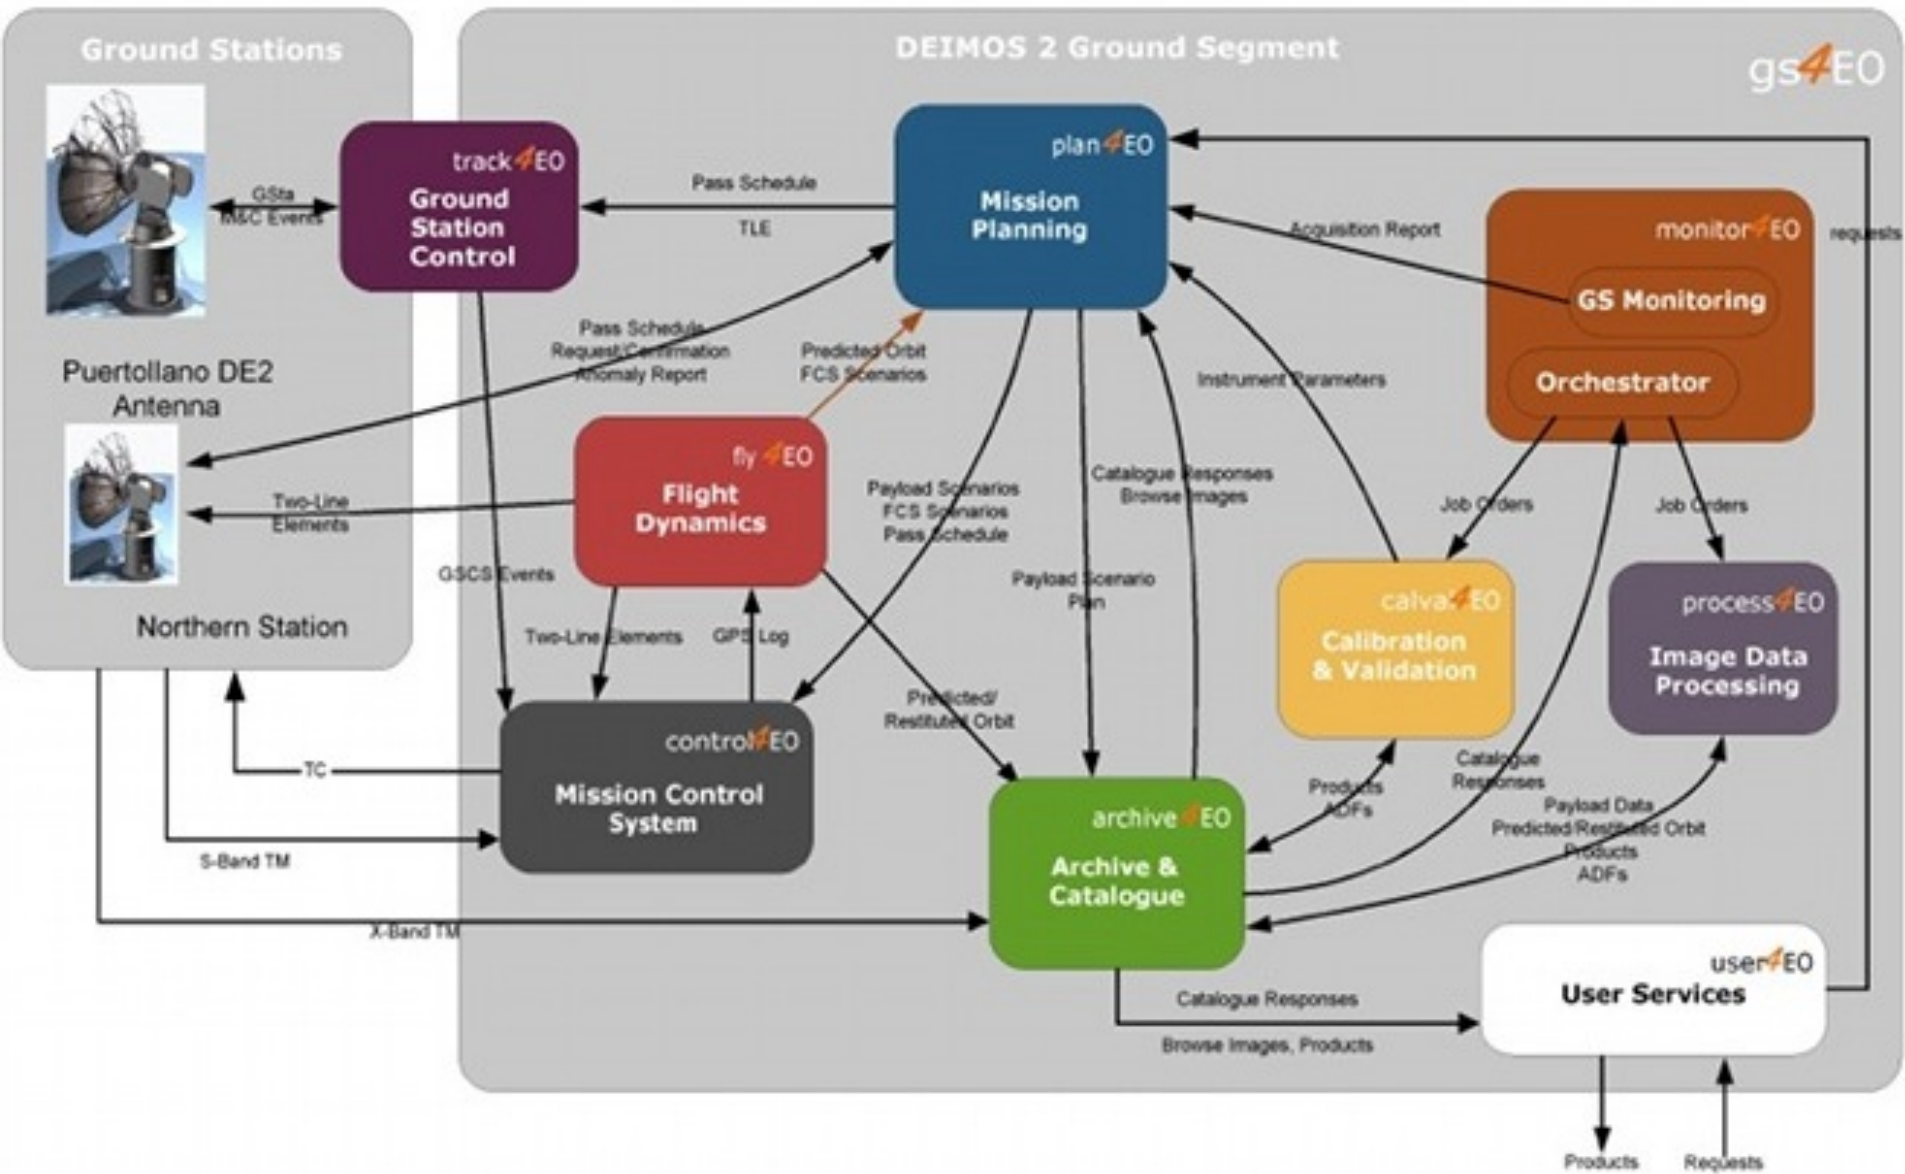 Ground Stations
DEIMOS 2 Ground Segment
gs4EO
track4EO
Ground
Station
Control
GSta
M&C Events
Pass Schedule
TLE
plan4EO
Mission
Planning
Acquisition Report
monitor4EO
GS Monitoring
Orchestrator
requests
Puertollano DE2
Antenna
Pass Schedule
Request/Confirmation
Anomaly Report
Predicted Orbit
FCS Scenarios
Instrument Parameters
fly 4EO
Flight
Dynamics
Two-Line
Elements
Payload Scenarios
FCS Scenarios
Pass Schedule
Catalogue Responses
Browse Images
Job Orders
Job Orders
GSCS Events
Payload Scenario
Plan
Northern Station
Two-Line Elements
GPS Log
calval4EO
Calibration
& Validation
process4EO
Image Data
Processing
Predicted/
Restituted Orbit
control4EO
Mission Control
System
TC
S-Band TM
X-Band TM
Products
ADFs
Catalogue
Responses
Payload Data
Predicted/Restituted Orbit
Products
ADFs
archive4EO
Archive &
Catalogue
user4EO
User Services
Catalogue Responses
Browse Images, Products
Products
Requests